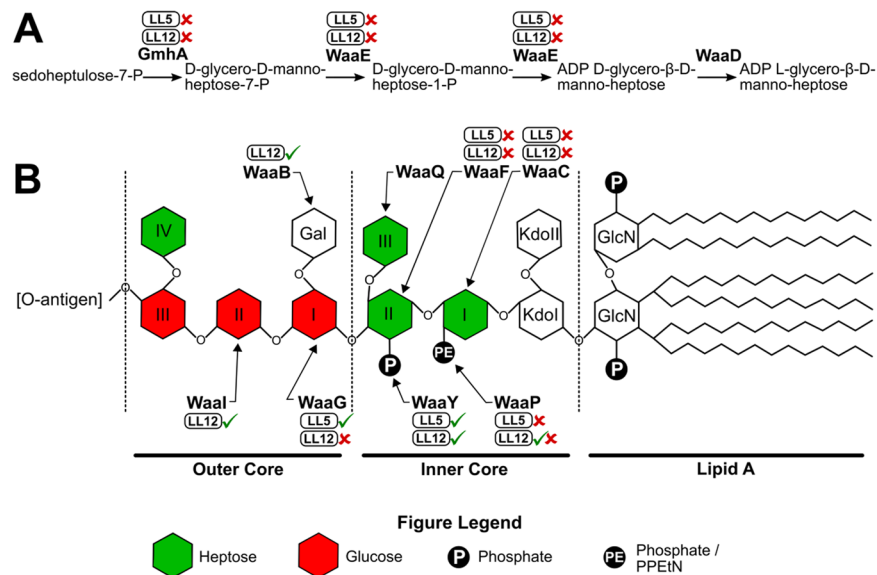 A
LL5 ✘
LL12 ✘
GmhA
LL5 ✘
LL12 ✘
WaaE
LL5 ✘
LL12 ✘
WaaE
WaaD
sedoheptulose-7-P
D-glycero-D-manno-
heptose-7-P
D-glycero-D-manno-
heptose-1-P
ADP D-glycero-β-D-
manno-heptose
ADP L-glycero-β-D-
manno-heptose
B
LL12 ✓
WaaB
WaaQ
LL5 ✘
LL12 ✘
WaaF
LL5 ✘
LL12 ✘
WaaC
P
IV
Gal
III
KdoII
GlcN
[O-antigen]
O
O
O
O
O
O
III
O
II
O
I
O
II
O
I
O
KdoI
O
GlcN
P
PE
P
WaaI
LL12 ✓
WaaG
LL5 ✓
LL12 ✘
WaaY
LL5 ✓
LL12 ✓
WaaP
LL5 ✘
LL12 ✓✘
Outer Core
Inner Core
Lipid A
Figure Legend
Heptose
Glucose
P
Phosphate
PE
Phosphate /
PPEtN